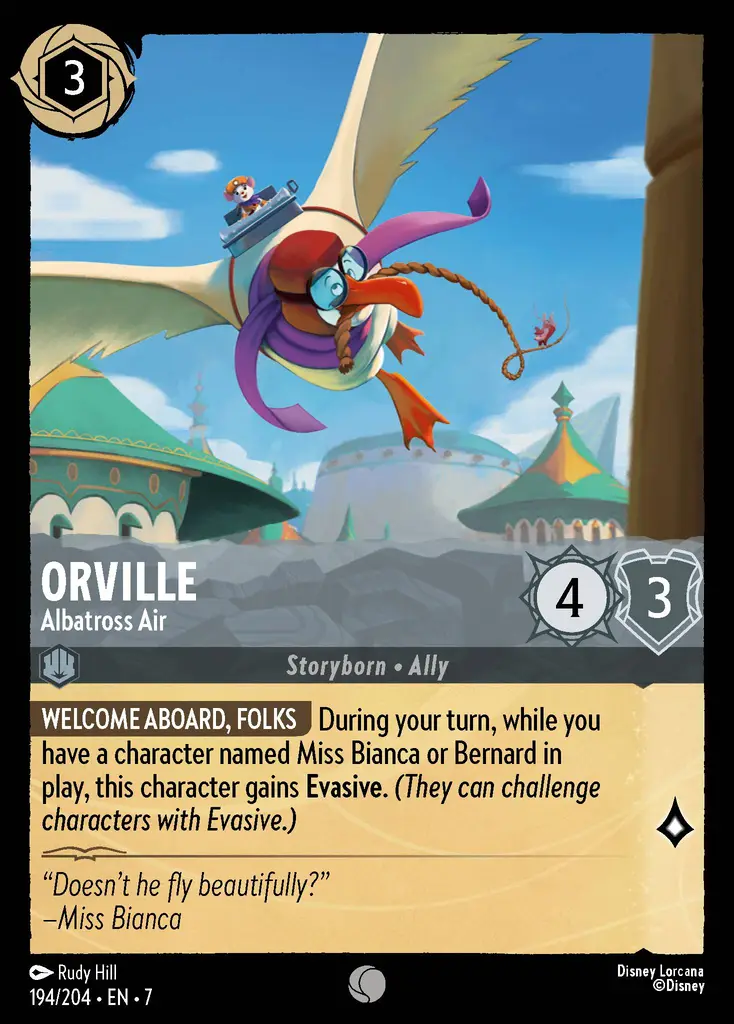 3
ORVILLE
Albatross Air
4
3
Storyborn • Ally
WELCOME ABOARD, FOLKS During your turn, while you
have a character named Miss Bianca or Bernard in
play, this character gains Evasive. (They can challenge
characters with Evasive.)
“Doesn’t he fly beautifully?”
–Miss Bianca
Rudy Hill
194/204 • EN • 7
Disney Lorcana
©Disney